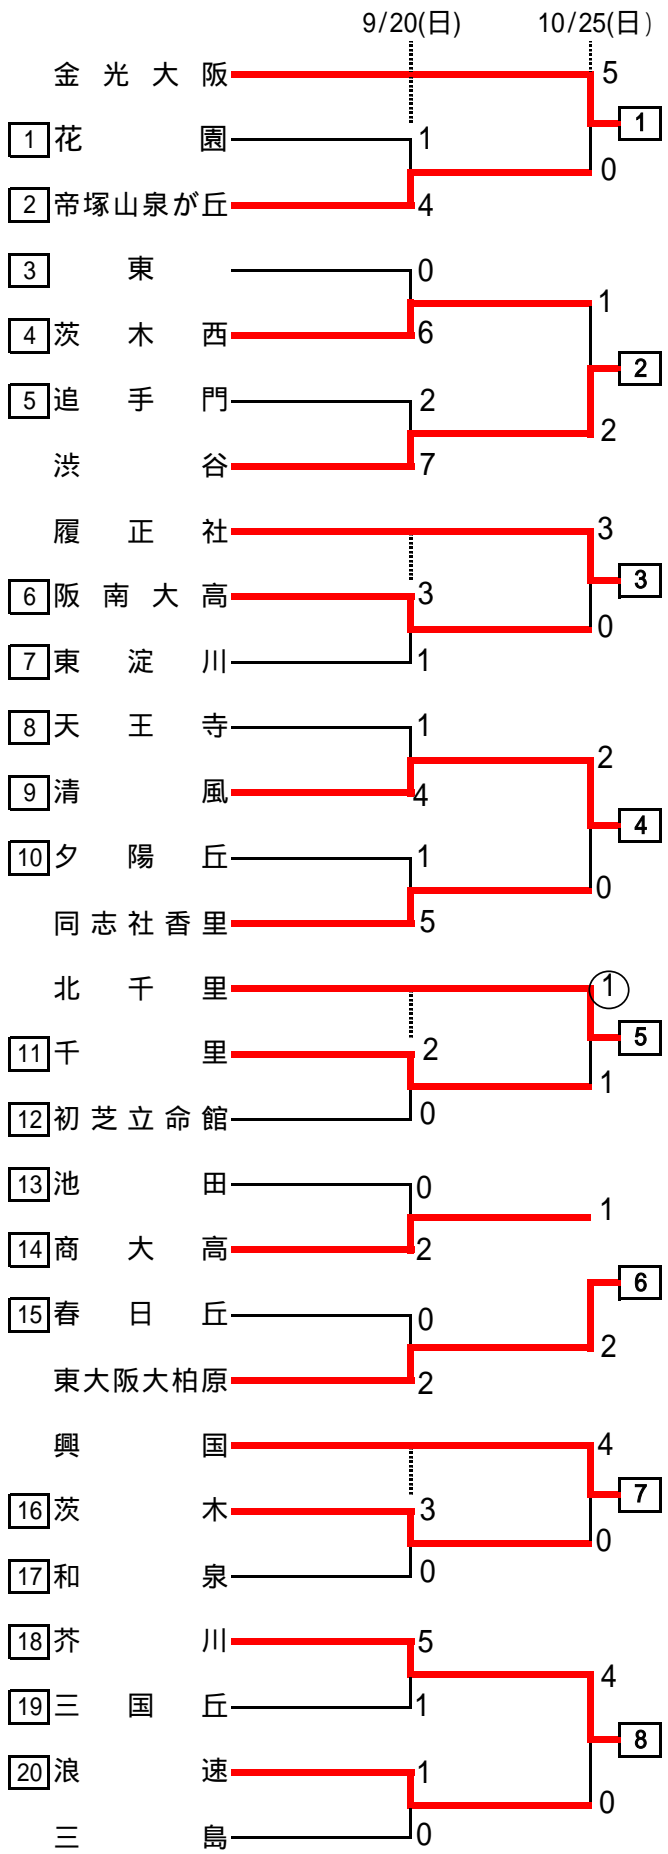 9/20(日) 10/25(日)
金光大阪 5
1
1 花園 1
0
2 帝塚山泉が丘 4
3 東 0
1
4 茨木西 6
2
5 追手門 2
2
渋谷 7
履正社 3
3
6 阪南大高 3
0
7 東淀川 1
8 天王寺 1
2
9 清風 4
4
10 夕陽丘 1
0
同志社香里 5
北千里 1
5
11 千里 2
1
12 初芝立命館 0
13 池田 0
1
14 商大高 2
6
15 春日丘 0
2
東大阪大柏原 2
興国 4
7
16 茨木 3
0
17 和泉 0
18 芥川 5
4
19 三国丘 1
8
20 浪速 1
0
三島 0